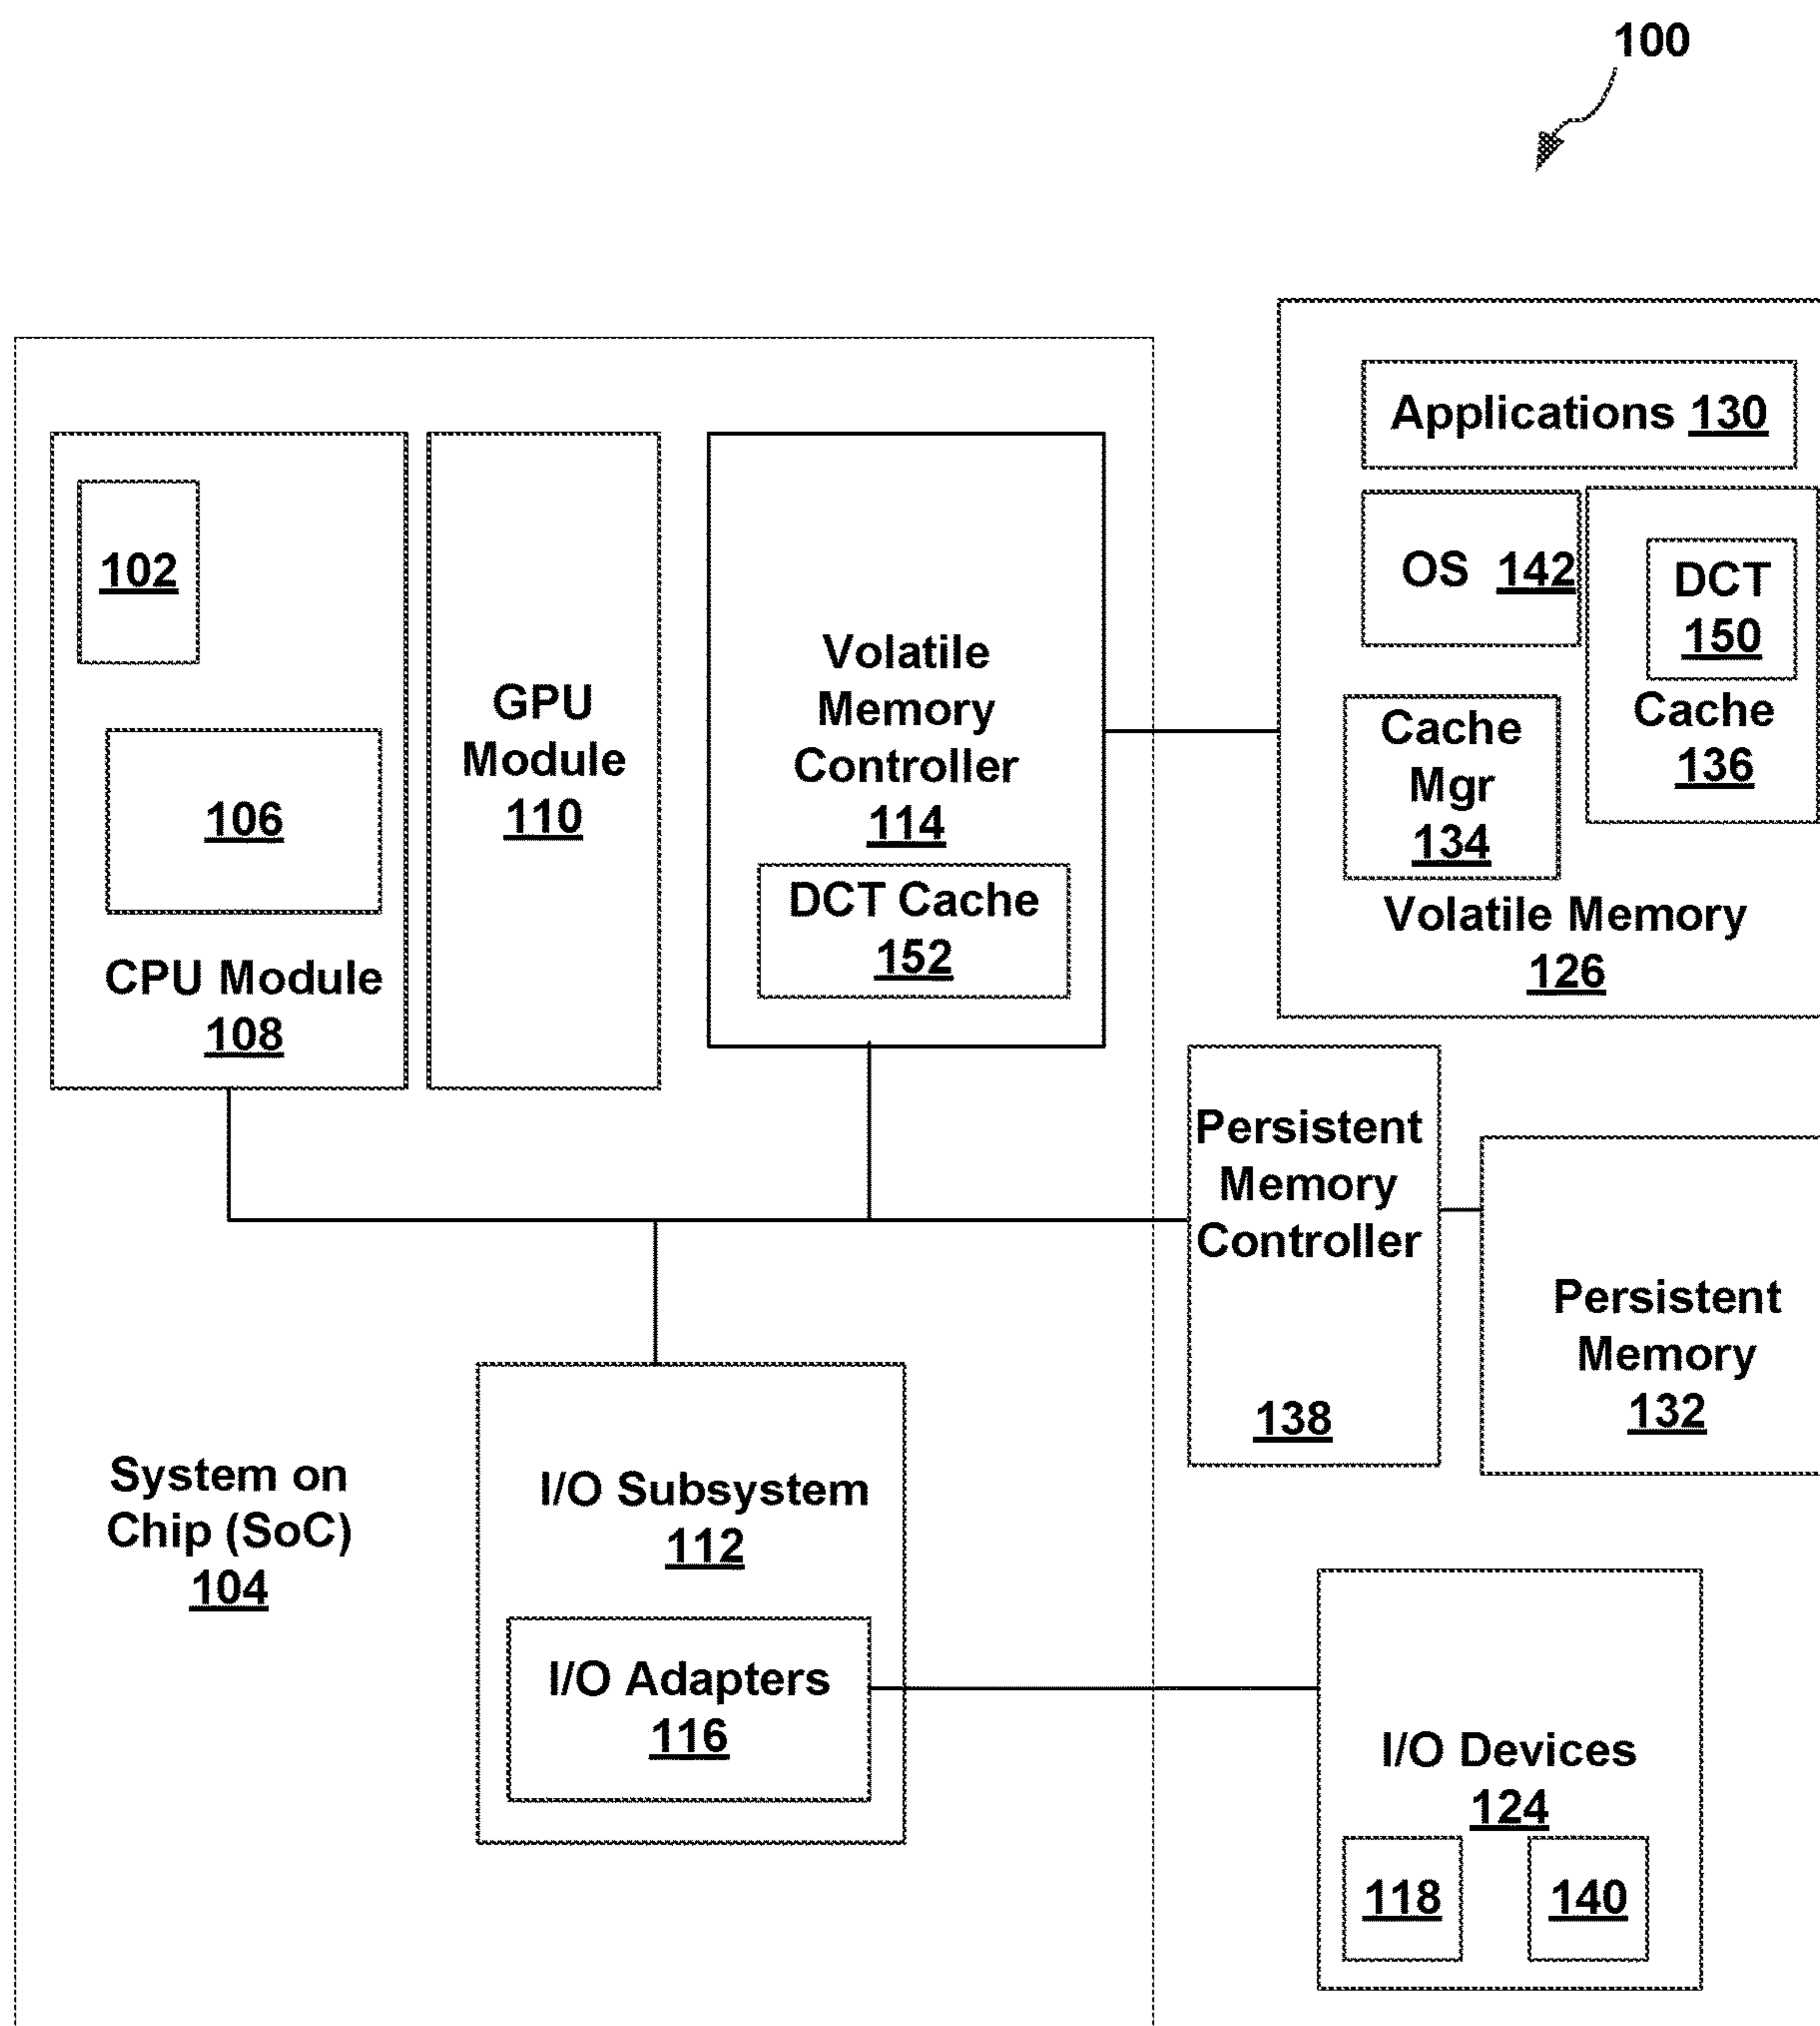 100
102
106
CPU Module
108
GPU
Module
110
Volatile
Memory
Controller
114
DCT Cache
152
Applications 130
OS 142
DCT
150
Cache
136
Cache
Mgr
134
Volatile Memory
126
Persistent
Memory
Controller
138
Persistent
Memory
132
System on
Chip (SoC)
104
I/O Subsystem
112
I/O Adapters
116
I/O Devices
124
118
140